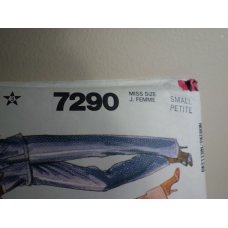 7290
MISS SIZE
J. FEMME
SMALL
PETITE